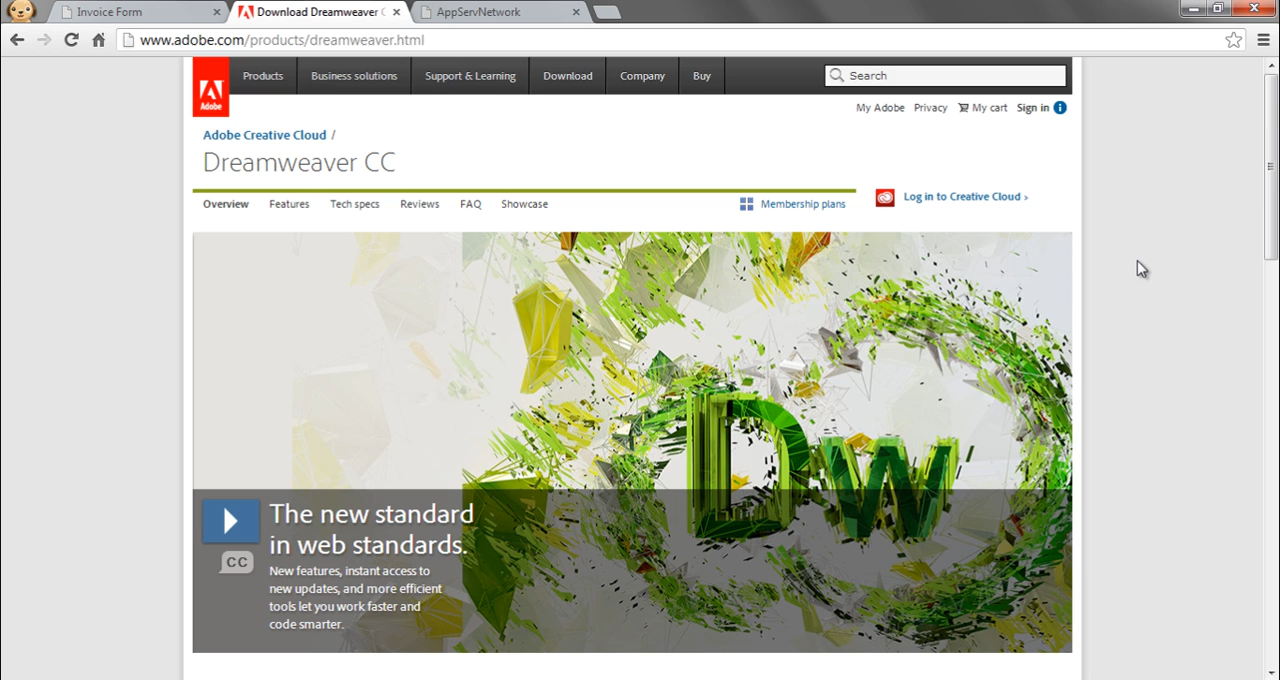 Invoice Form
Download Dreamweaver C
AppServNetwork
www.adobe.com/products/dreamweaver.html
Adobe
Products
Business solutions
Support & Learning
Download
Company
Buy
Search
My Adobe
Privacy
My cart
Sign in
Adobe Creative Cloud /
Dreamweaver CC
Overview
Features
Tech specs
Reviews
FAQ
Showcase
Membership plans
Log in to Creative Cloud ›
Dw
The new standard
in web standards.
CC
New features, instant access to
new updates, and more efficient
tools let you work faster and
code smarter.